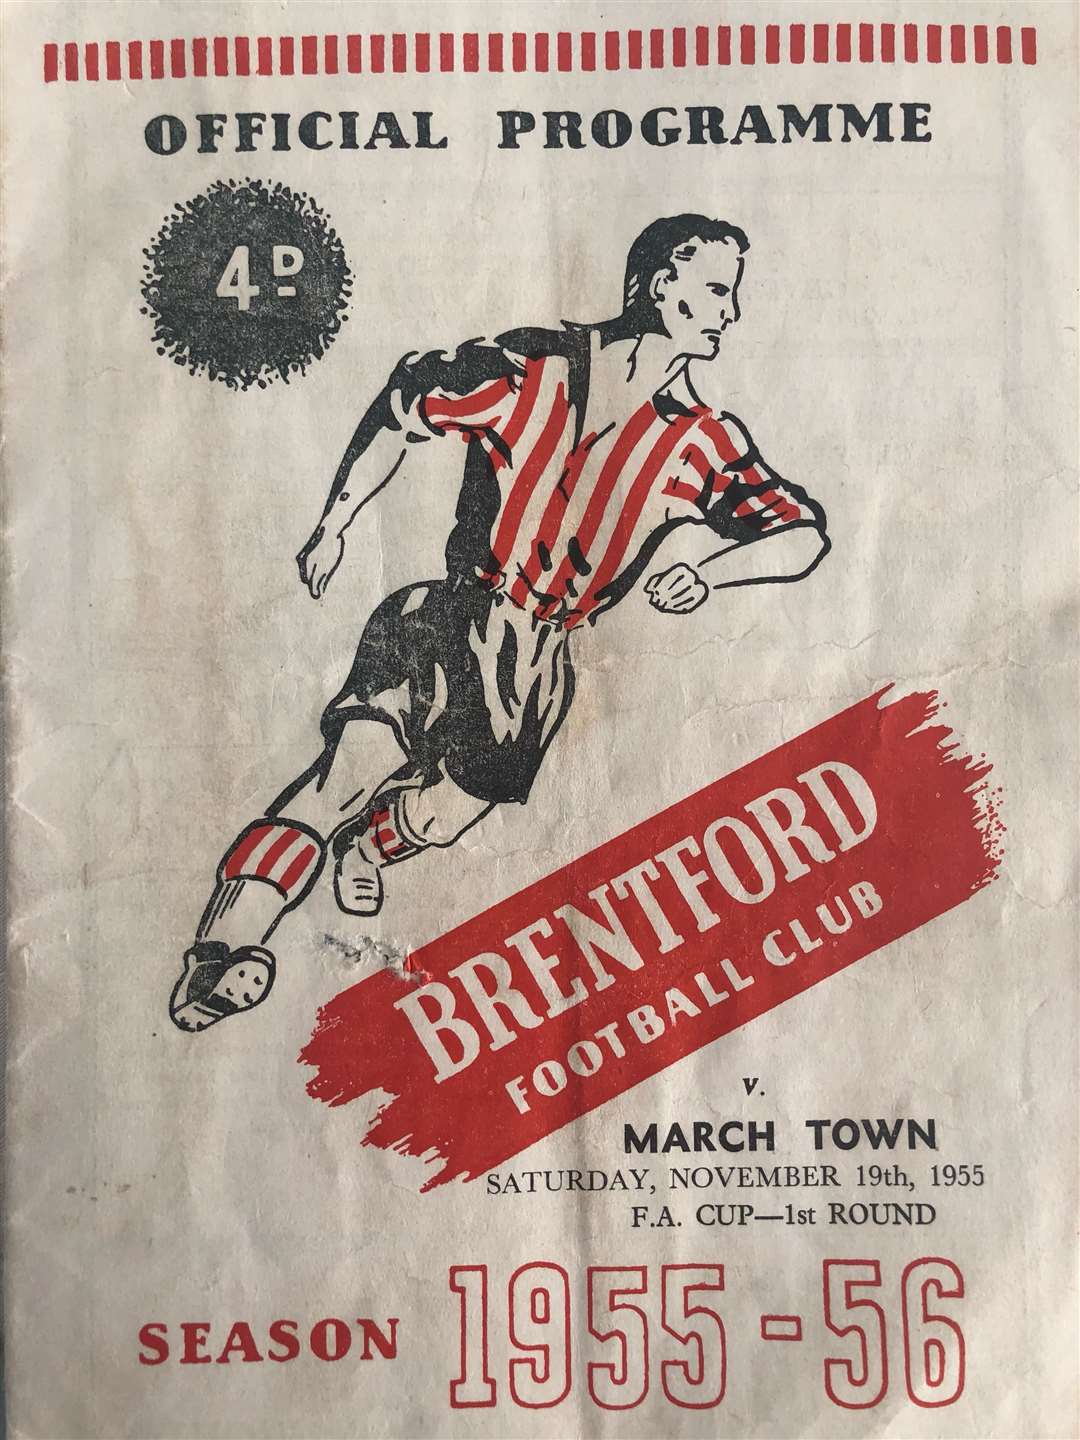 OFFICIAL PROGRAMME
4D
BRENTFORD
FOOTBALL CLUB
v.
MARCH TOWN
SATURDAY, NOVEMBER 19th, 1955
F.A. CUP—1st ROUND
SEASON 1955-56